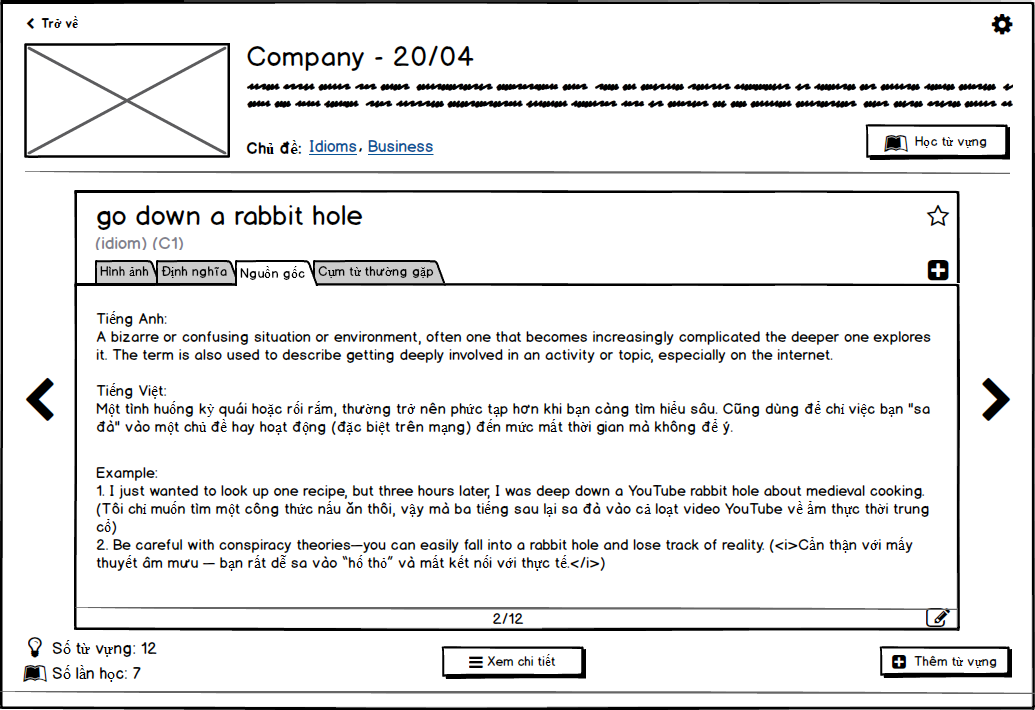 Trở về
Company - 20/04
Chủ đề: Idioms, Business
Học từ vựng
go down a rabbit hole
(idiom) (C1)
Hình ảnh
Định nghĩa
Nguồn gốc
Cụm từ thường gặp
Tiếng Anh:
A bizarre or confusing situation or environment, often one that becomes increasingly complicated the deeper one explores
it. The term is also used to describe getting deeply involved in an activity or topic, especially on the internet.
Tiếng Việt:
Một tình huống kỳ quái hoặc rối rắm, thường trở nên phức tạp hơn khi bạn càng tìm hiểu sâu. Cũng dùng để chỉ việc bạn "sa
đà" vào một chủ đề hay hoạt động (đặc biệt trên mạng) đến mức mất thời gian mà không để ý.
Example:
1. I just wanted to look up one recipe, but three hours later, I was deep down a YouTube rabbit hole about medieval cooking.
(Tôi chỉ muốn tìm một công thức nấu ăn thôi, vậy mà ba tiếng sau lại sa đà vào cả loạt video YouTube về ẩm thực thời trung
cổ)
2. Be careful with conspiracy theories—you can easily fall into a rabbit hole and lose track of reality. (<i>Cẩn thận với mấy
thuyết âm mưu — bạn rất dễ sa vào “hố thỏ” và mất kết nối với thực tế.</i>)
2/12
Số từ vựng: 12
Số lần học: 7
Xem chi tiết
Thêm từ vựng